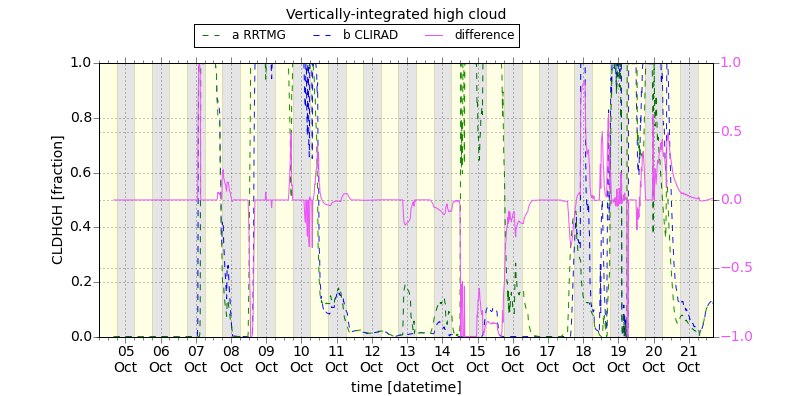 Vertically-integrated high cloud
a RRTMG b CLIRAD difference
1.0 1.0
0.8 0.5
0.6 0.0
0.4 −0.5
0.2 −1.0
0.0
CLDHGH [fraction]
05 06 07 08 09 10 11 12 13 14 15 16 17 18 19 20 21
Oct Oct Oct Oct Oct Oct Oct Oct Oct Oct Oct Oct Oct Oct Oct Oct Oct
time [datetime]